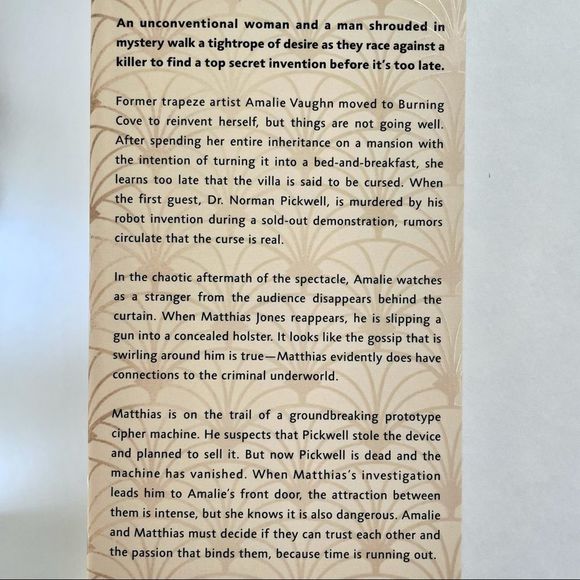 An unconventional woman and a man shrouded in
mystery walk a tightrope of desire as they race against a
killer to find a top secret invention before it's too late.
Former trapeze artist Amalie Vaughn moved to Burning
Cove to reinvent herself, but things are not going well.
After spending her entire inheritance on a mansion with
the intention of turning it into a bed-and-breakfast, she
learns too late that the villa is said to be cursed. When
the first guest, Dr. Norman Pickwell, is murdered by his
robot invention during a sold-out demonstration, rumors
circulate that the curse is real.
In the chaotic aftermath of the spectacle, Amalie watches
as a stranger from the audience disappears behind the
curtain. When Matthias Jones reappears, he is slipping a
gun into a concealed holster. It looks like the gossip that is
swirling around him is true—Matthias evidently does have
connections to the criminal underworld.
Matthias is on the trail of a groundbreaking prototype
cipher machine. He suspects that Pickwell stole the device
and planned to sell it. But now Pickwell is dead and the
machine has vanished. When Matthias's investigation
leads him to Amalie's front door, the attraction between
them is intense, but she knows it is also dangerous. Amalie
and Matthias must decide if they can trust each other and
the passion that binds them, because time is running out.